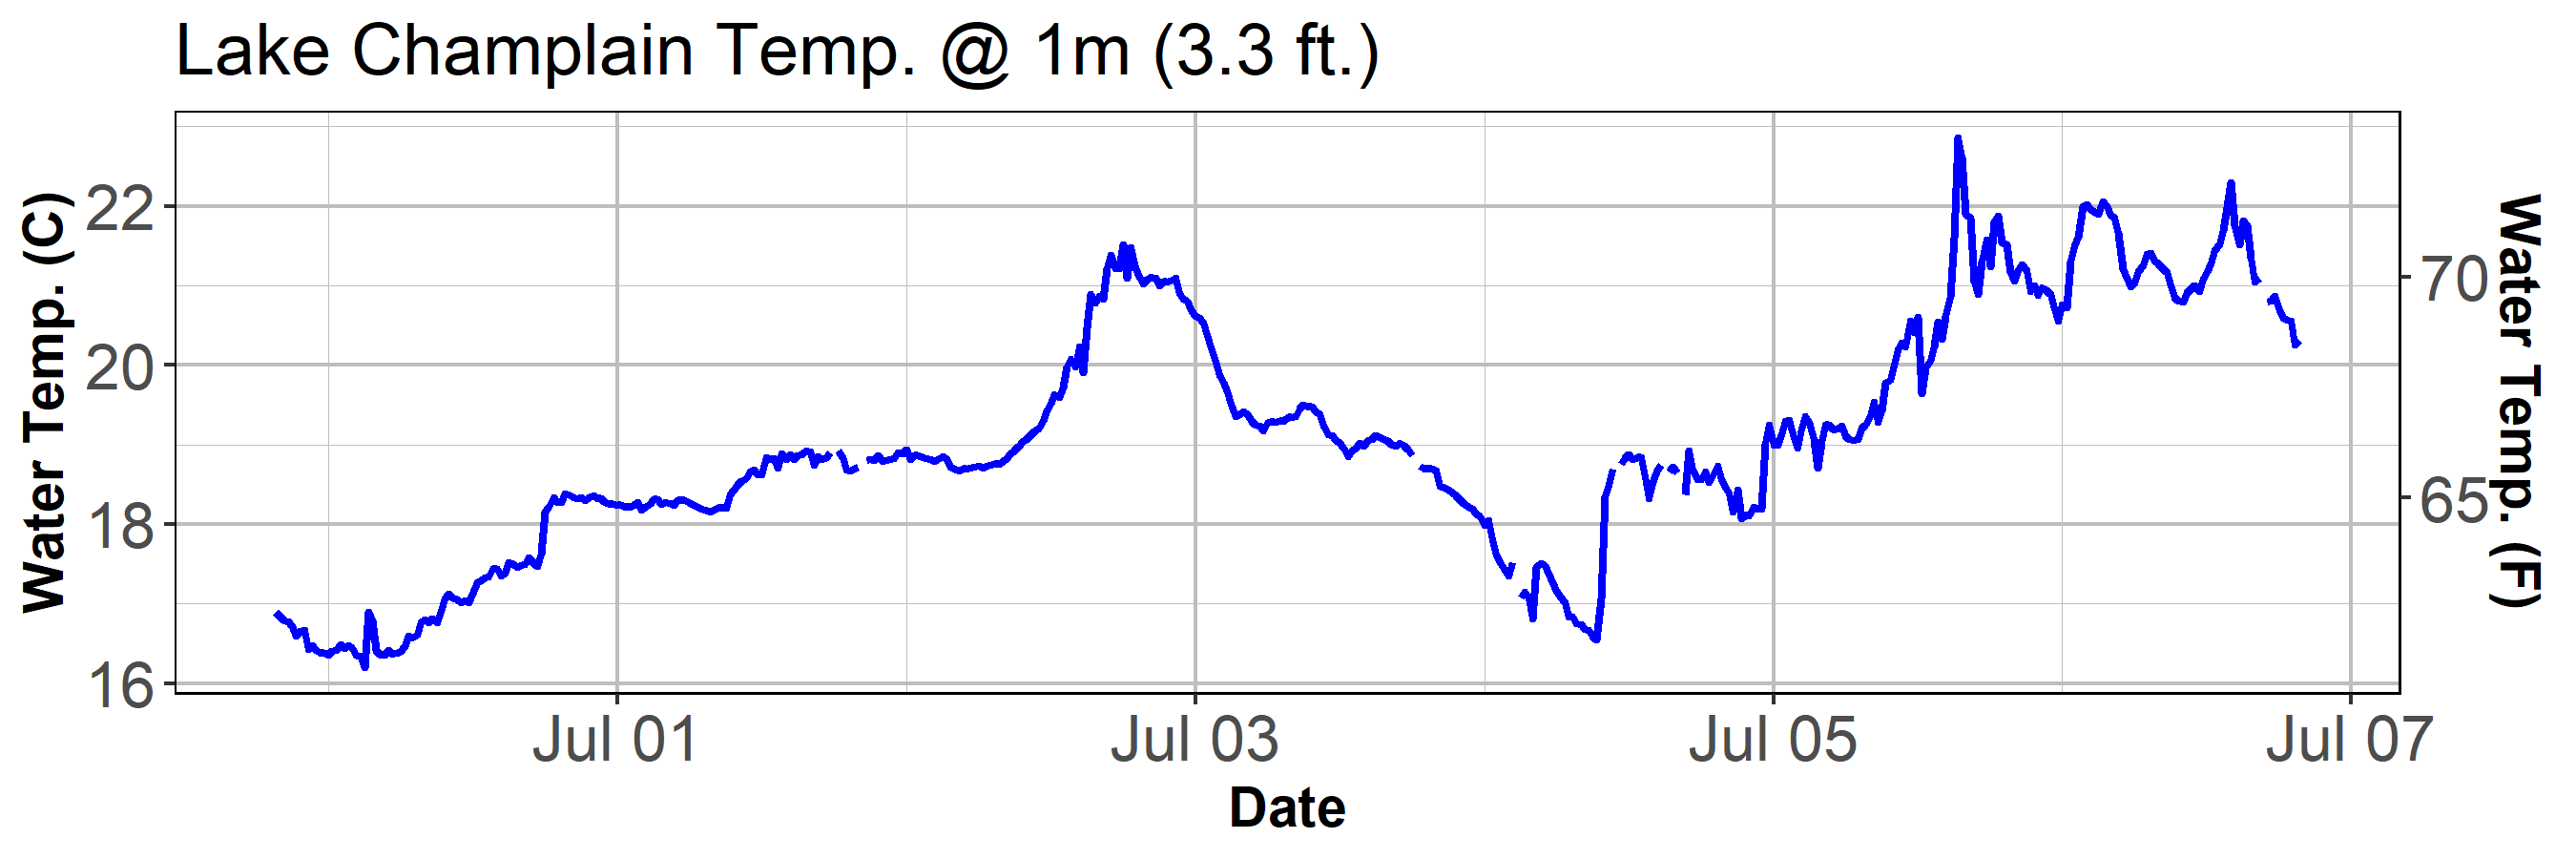 Lake Champlain Temp. @ 1m (3.3 ft.)
Water Temp. (C)
22
20
18
16
70
65
Water Temp. (F)
Jul 01
Jul 03
Jul 05
Jul 07
Date